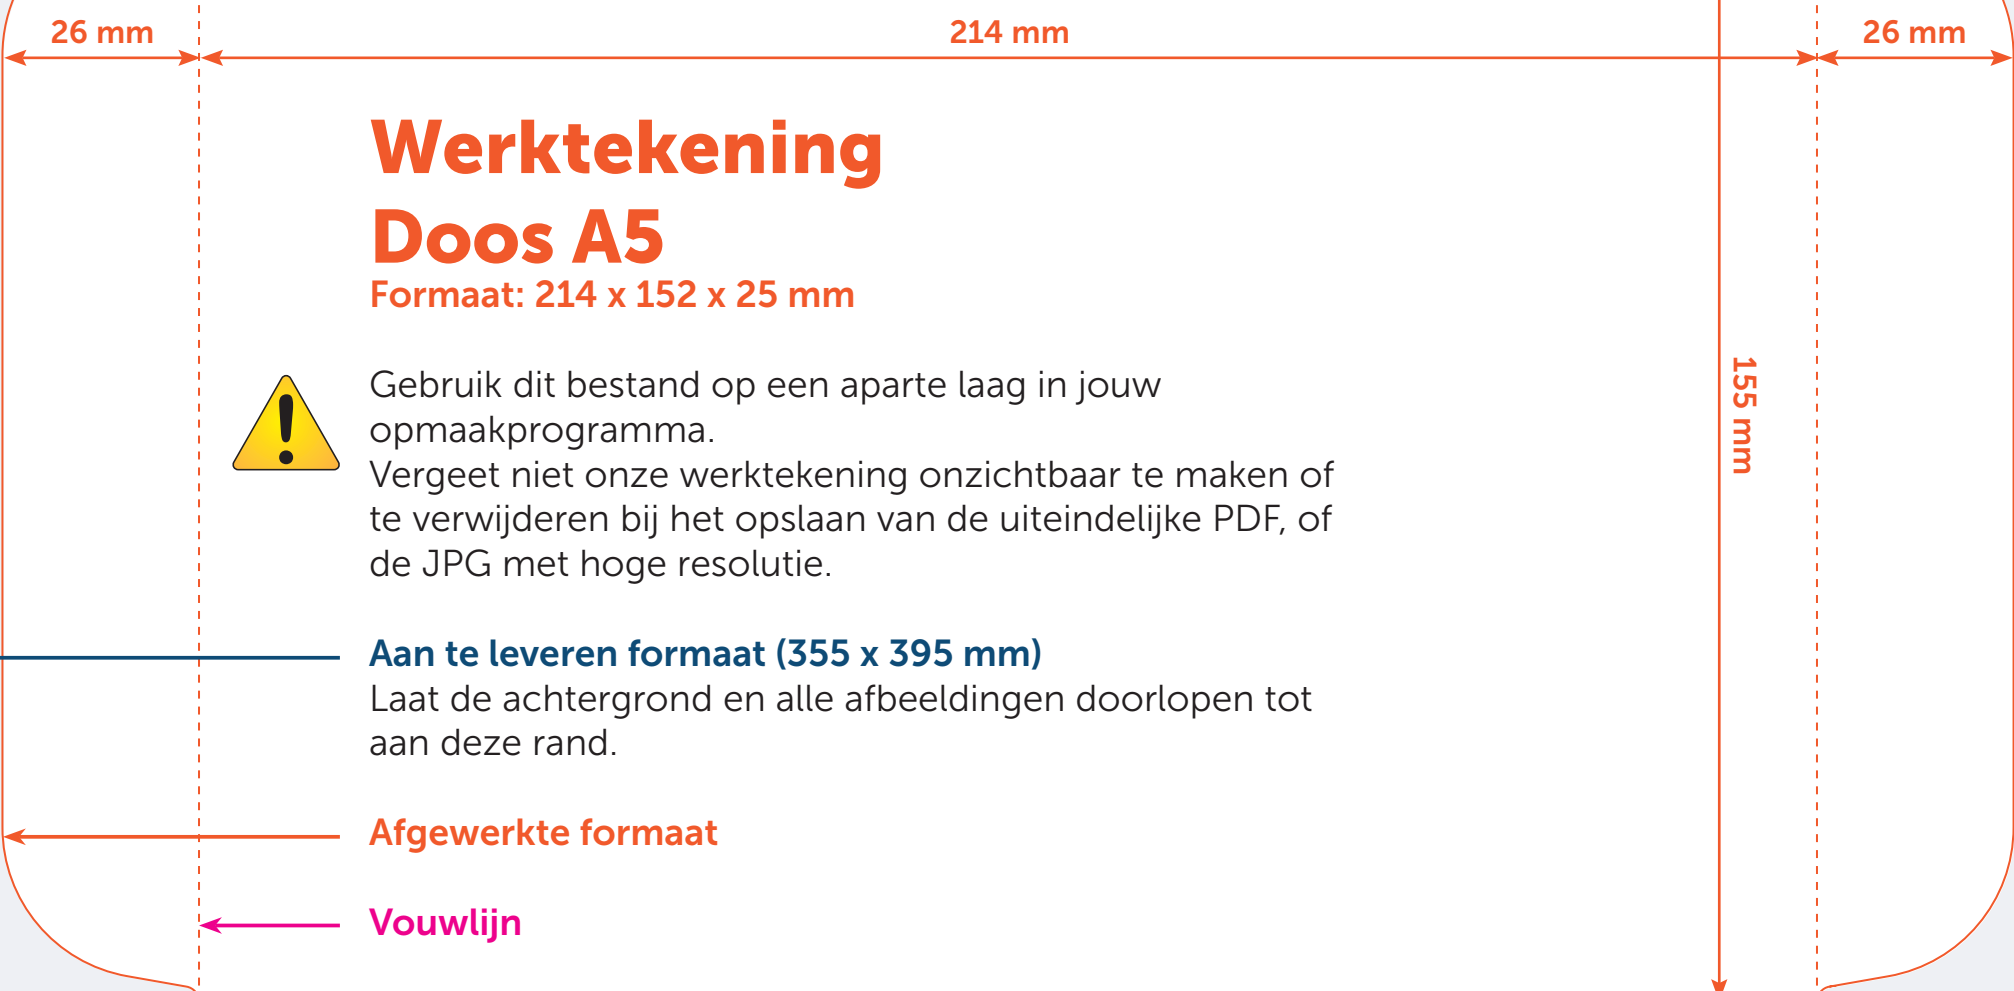 26 mm
214 mm
26 mm
Werktekening
Doos A5
Formaat: 214 x 152 x 25 mm
Gebruik dit bestand op een aparte laag in jouw
opmaakprogramma.
Vergeet niet onze werktekening onzichtbaar te maken of
te verwijderen bij het opslaan van de uiteindelijke PDF, of
de JPG met hoge resolutie.
155 mm
Aan te leveren formaat (355 x 395 mm)
Laat de achtergrond en alle afbeeldingen doorlopen tot
aan deze rand.
Afgewerkte formaat
Vouwlijn